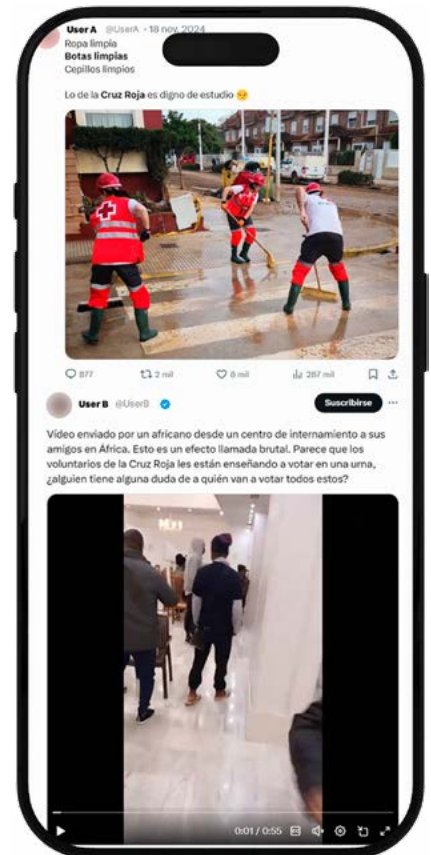 User A @UserA · 18 nov. 2024
Ropa limpia
Botas limpias
Cepillos limpios
Lo de la Cruz Roja es digno de estudio
877 2 mil 6 mil 287 mil
User B @UserB Suscribirse
Vídeo enviado por un africano desde un centro de internamiento a sus
amigos en África. Esto es un efecto llamada brutal. Parece que los
voluntarios de la Cruz Roja les están enseñando a votar en una urna,
¿alguien tiene alguna duda de a quién van a votar todos estos?
0:01 / 0:55